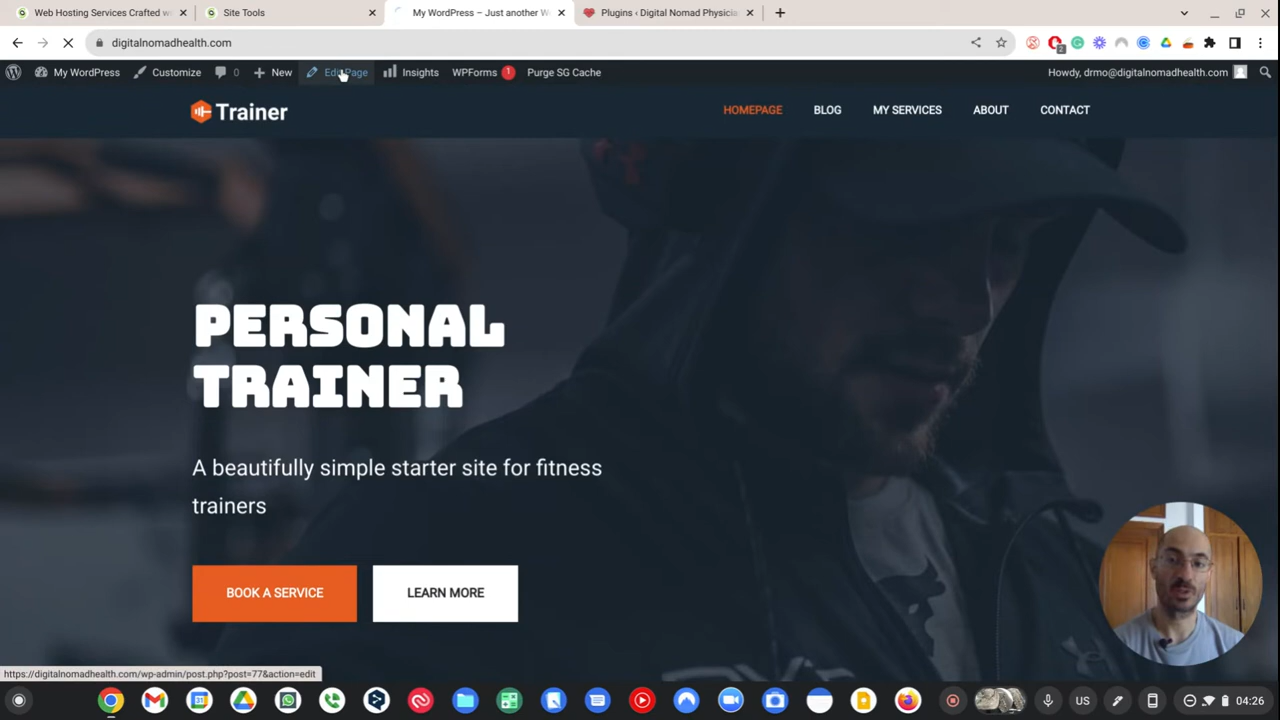 Web Hosting Services Crafted w
Site Tools
My WordPress – Just another W
Plugins ‹ Digital Nomad Physicia
digitalnomadhealth.com
2
My WordPress
Customize
0
New
Edit Page
Insights
WPForms 1
Purge SG Cache
Howdy, drmo@digitalnomadhealth.com
Trainer
HOMEPAGE
BLOG
MY SERVICES
ABOUT
CONTACT
PERSONAL
TRAINER
A beautifully simple starter site for fitness
trainers
BOOK A SERVICE
LEARN MORE
https://digitalnomadhealth.com/wp-admin/post.php?post=77&action=edit
US
04:26